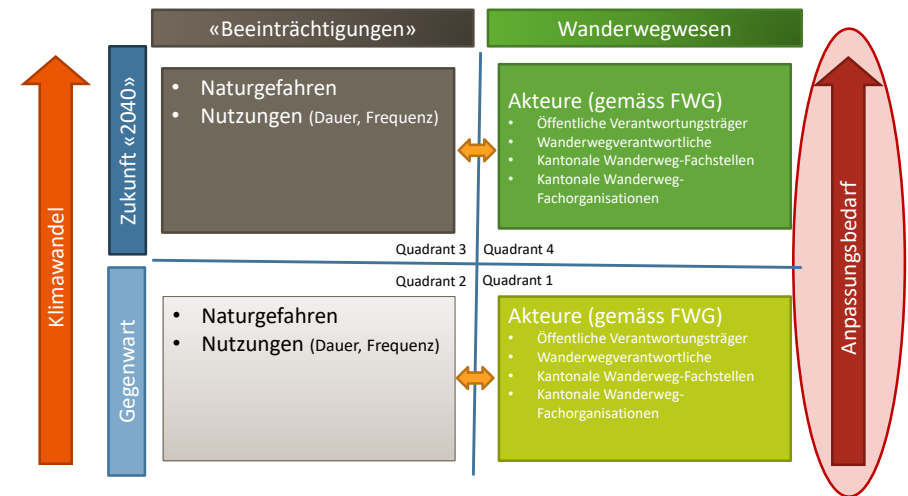 «Beeinträchtigungen»
Wanderwegwesen
Klimawandel
Zukunft «2040»
• Naturgefahren
• Nutzungen (Dauer, Frequenz)
Akteure (gemäss FWG)
• Öffentliche Verantwortungsträger
• Wanderwegverantwortliche
• Kantonale Wanderweg-Fachstellen
• Kantonale Wanderweg-
Fachorganisationen
Quadrant 3
Quadrant 4
Quadrant 2
Quadrant 1
Gegenwart
• Naturgefahren
• Nutzungen (Dauer, Frequenz)
Akteure (gemäss FWG)
• Öffentliche Verantwortungsträger
• Wanderwegverantwortliche
• Kantonale Wanderweg-Fachstellen
• Kantonale Wanderweg-
Fachorganisationen
Anpassungsbedarf